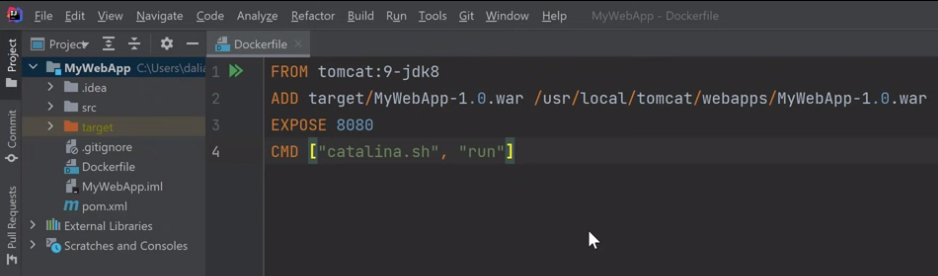 File Edit View Navigate Code Analyze Refactor Build Run Tools Git Window Help MyWebApp - Dockerfile
Project
Dockerfile
Project
Commit
Pull Requests
MyWebApp C:\Users\dalia
.idea
src
target
.gitignore
Dockerfile
MyWebApp.iml
pom.xml
External Libraries
Scratches and Consoles
1 FROM tomcat:9-jdk8
2 ADD target/MyWebApp-1.0.war /usr/local/tomcat/webapps/MyWebApp-1.0.war
3 EXPOSE 8080
4 CMD ["catalina.sh", "run"]